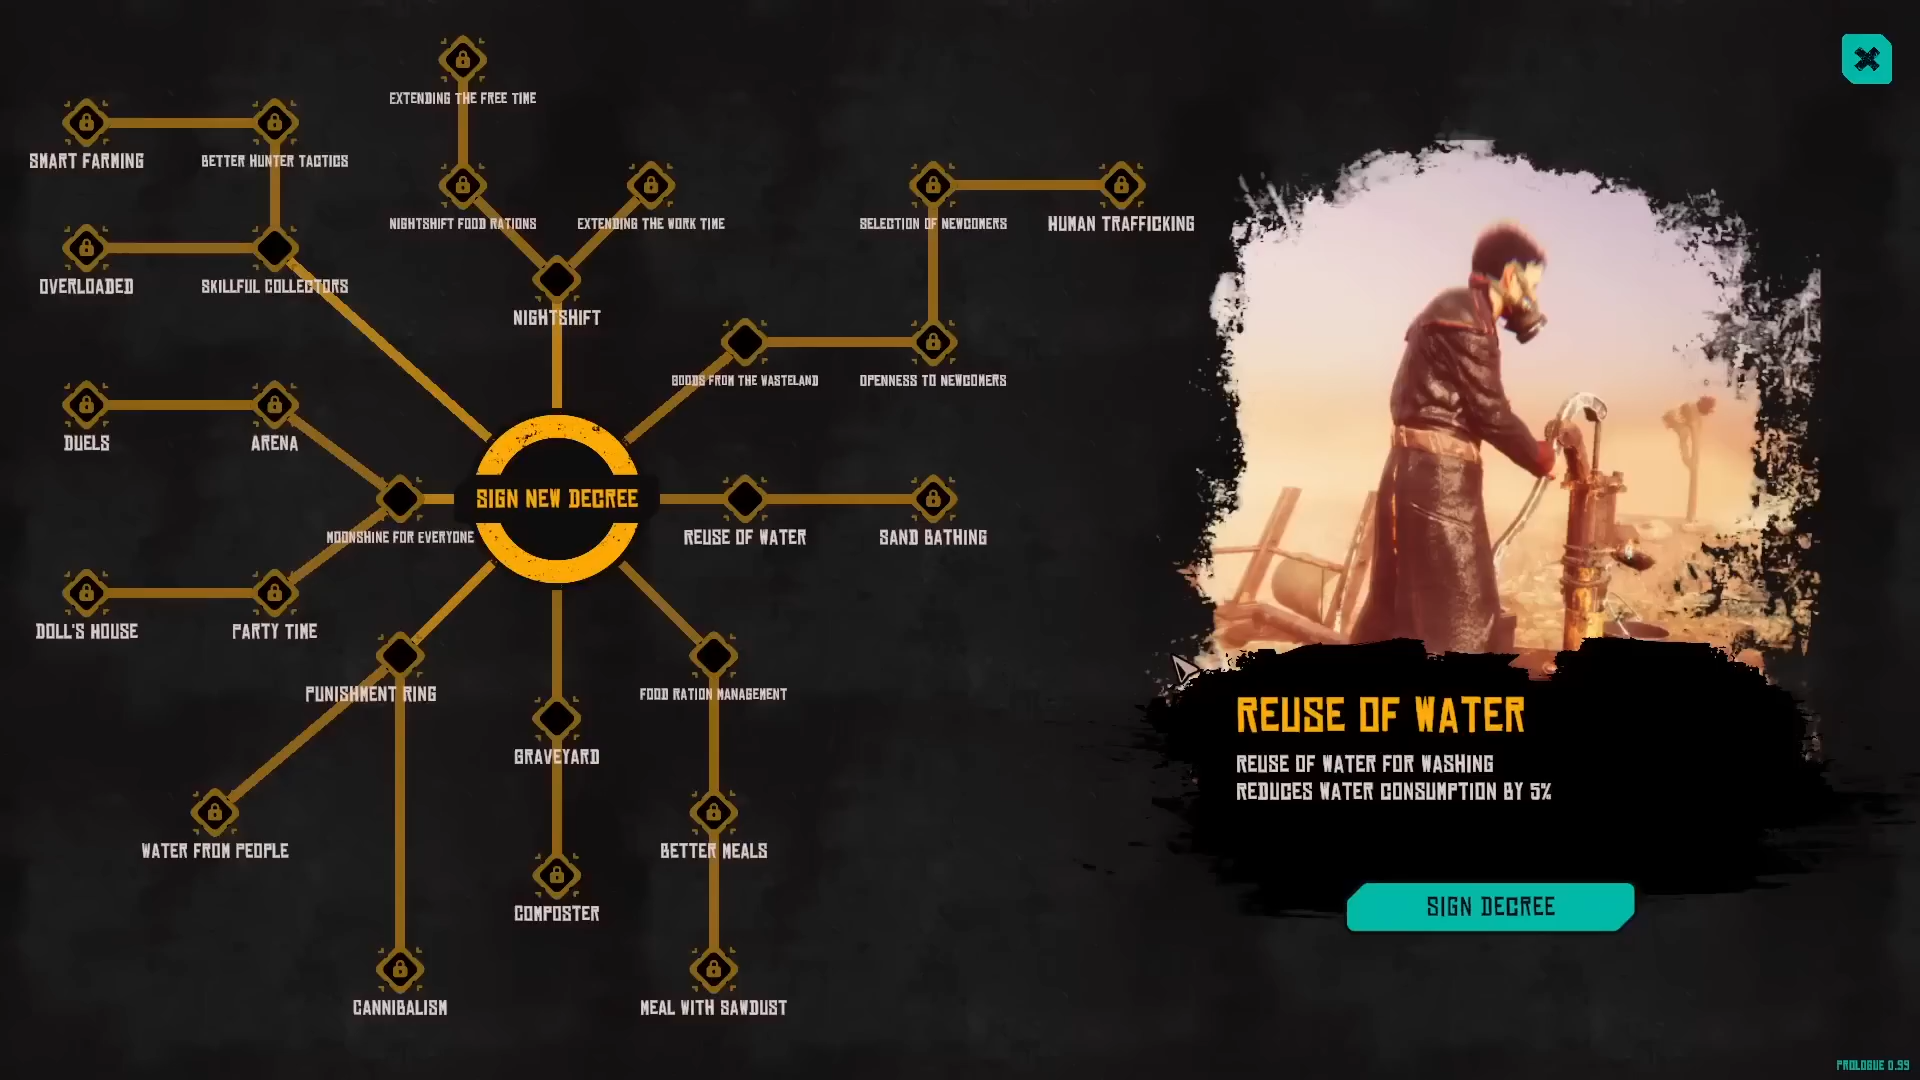 EXTENDING THE FREE TIME
SMART FARMING
BETTER HUNTER TACTICS
NIGHTSHIFT FOOD RATIONS
EXTENDING THE WORK TIME
SELECTION OF NEWCOMERS
HUMAN TRAFFICKING
OVERLOADED
SKILLFUL COLLECTORS
NIGHTSHIFT
GOODS FROM THE WASTELAND
OPENNESS TO NEWCOMERS
DUELS
ARENA
SIGN NEW DECREE
MOONSHINE FOR EVERYONE
REUSE OF WATER
SAND BATHING
DOLL'S HOUSE
PARTY TIME
PUNISHMENT RING
FOOD RATION MANAGEMENT
GRAVEYARD
WATER FROM PEOPLE
BETTER MEALS
COMPOSTER
CANNIBALISM
MEAL WITH SAWDUST
REUSE OF WATER
REUSE OF WATER FOR WASHING
REDUCES WATER CONSUMPTION BY 5%
SIGN DECREE
PROLOGUE 0.99